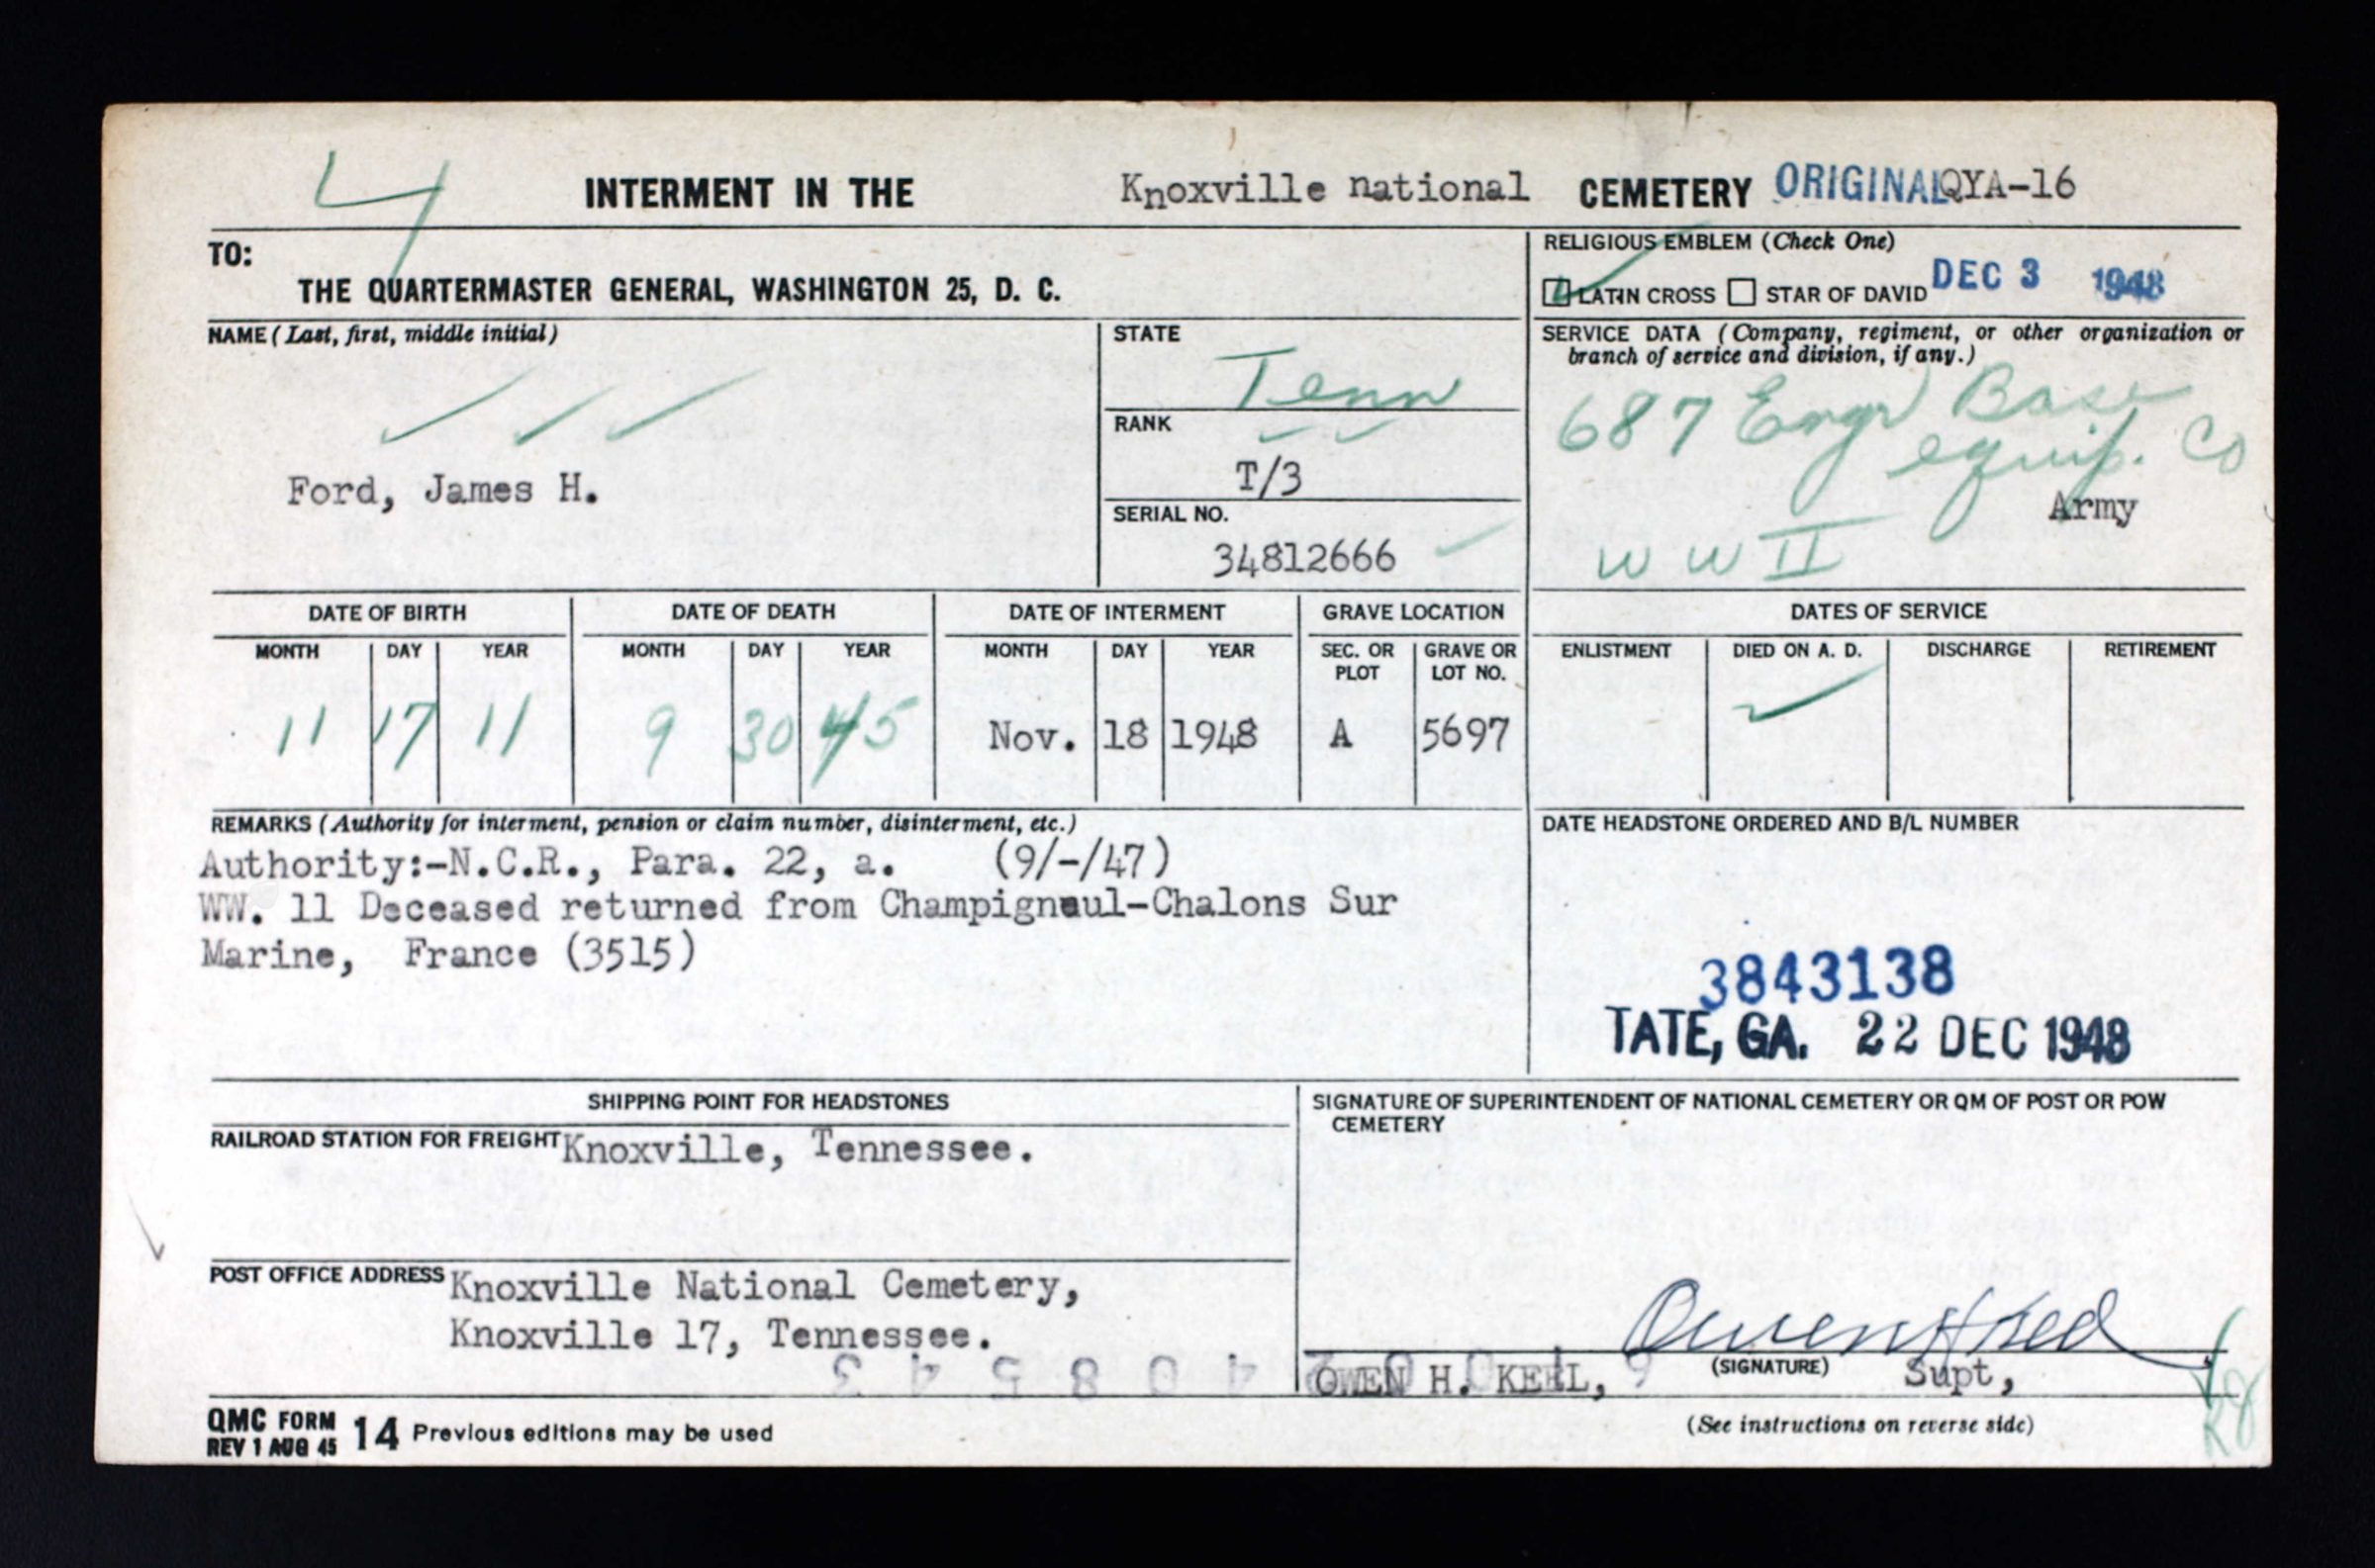 4
INTERMENT IN THE Knoxville national CEMETERY ORIGINAL QYA-16
TO:
THE QUARTERMASTER GENERAL, WASHINGTON 25, D. C.
RELIGIOUS EMBLEM (Check One)
LATIN CROSS STAR OF DAVID DEC 3 1948
NAME (Last, first, middle initial)
Ford, James H.
STATE
Tenn
RANK
T/3
SERIAL NO.
34812666
SERVICE DATA (Company, regiment, or other organization or
branch of service and division, if any.)
687 Engr Base
equip. Co
Army
WW II
DATE OF BIRTH DATE OF DEATH DATE OF INTERMENT GRAVE LOCATION DATES OF SERVICE
MONTH DAY YEAR MONTH DAY YEAR MONTH DAY YEAR SEC. OR PLOT GRAVE OR LOT NO. ENLISTMENT DIED ON A. D. DISCHARGE RETIREMENT
11 17 11 9 30 45 Nov. 18 1948 A 5697
REMARKS (Authority for interment, pension or claim number, disinterment, etc.)
Authority:-N.C.R., Para. 22, a. (9/-/47)
WW. 11 Deceased returned from Champigneul-Chalons Sur
Marine, France (3515)
DATE HEADSTONE ORDERED AND B/L NUMBER
3843138
TATE, GA. 22 DEC 1948
SHIPPING POINT FOR HEADSTONES
RAILROAD STATION FOR FREIGHT Knoxville, Tennessee.
POST OFFICE ADDRESS Knoxville National Cemetery,
Knoxville 17, Tennessee.
SIGNATURE OF SUPERINTENDENT OF NATIONAL CEMETERY OR QM OF POST OR POW
CEMETERY
Owen H Keel
OWEN H. KEEL, (SIGNATURE) Supt,
QMC FORM
REV 1 AUG 45 14 Previous editions may be used
(See instructions on reverse side)